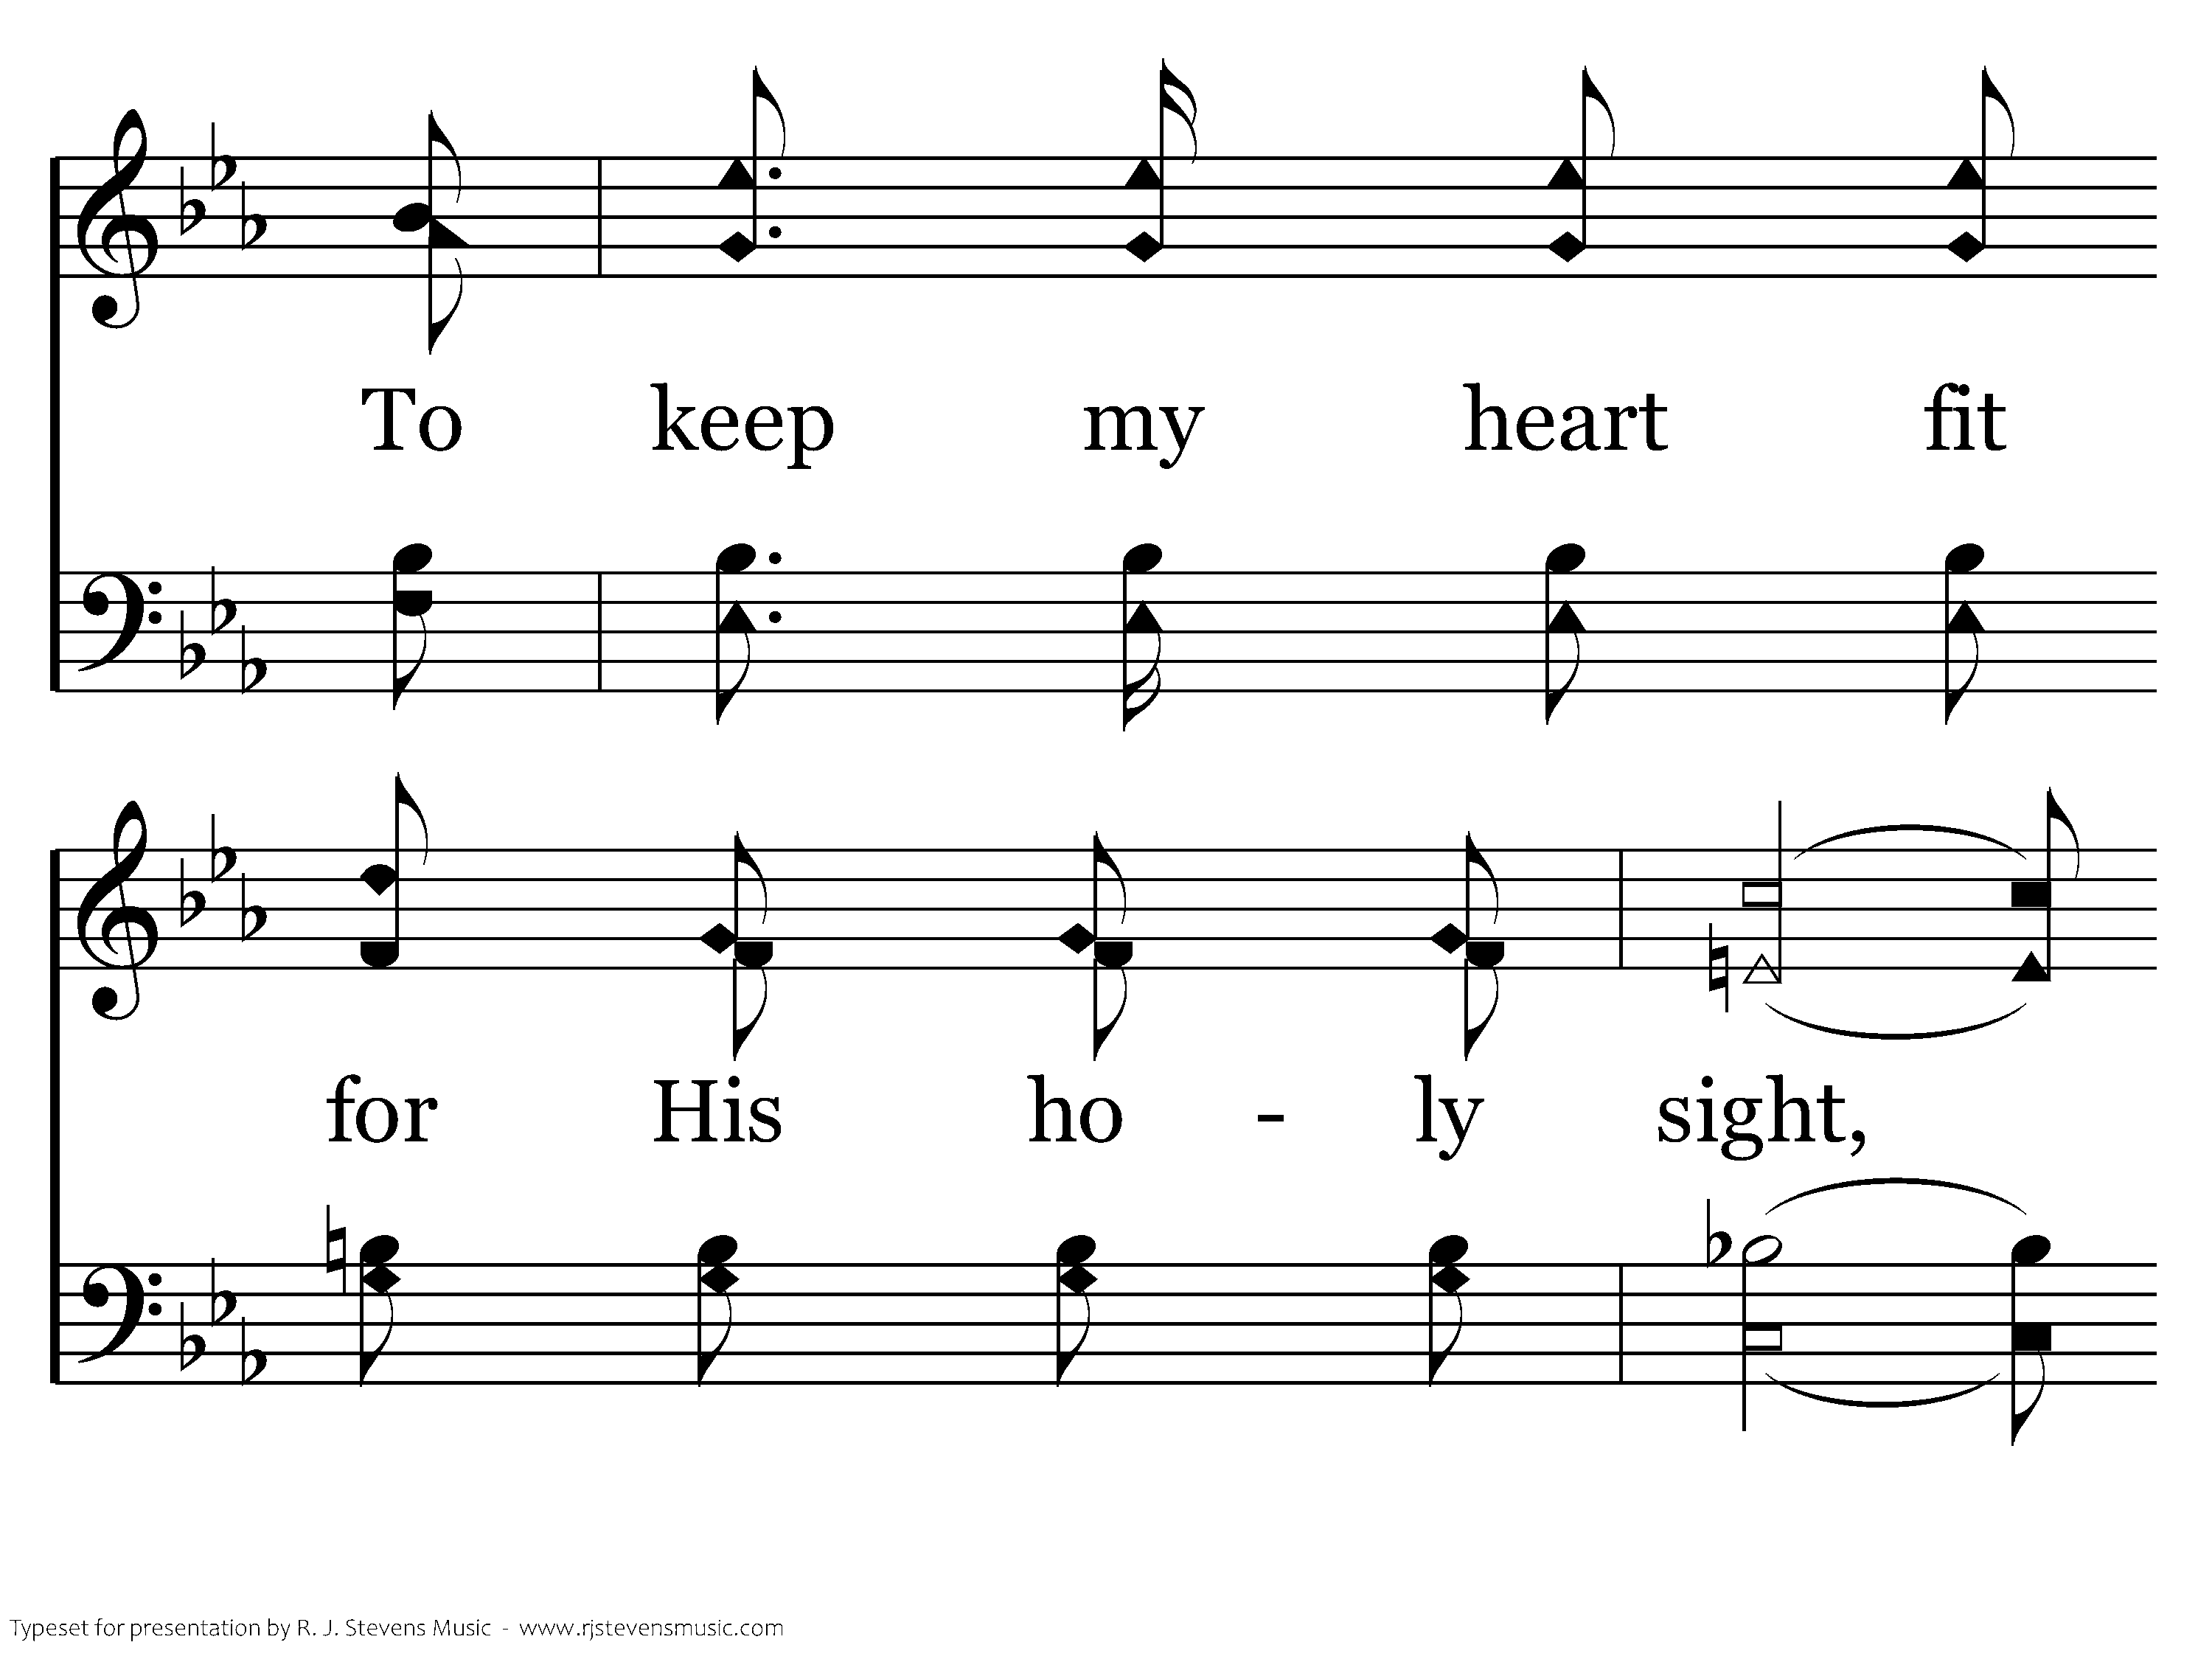 To keep my heart fit
for His ho - ly sight,
Typeset for presentation by R. J. Stevens Music - www.rjstevensmusic.com